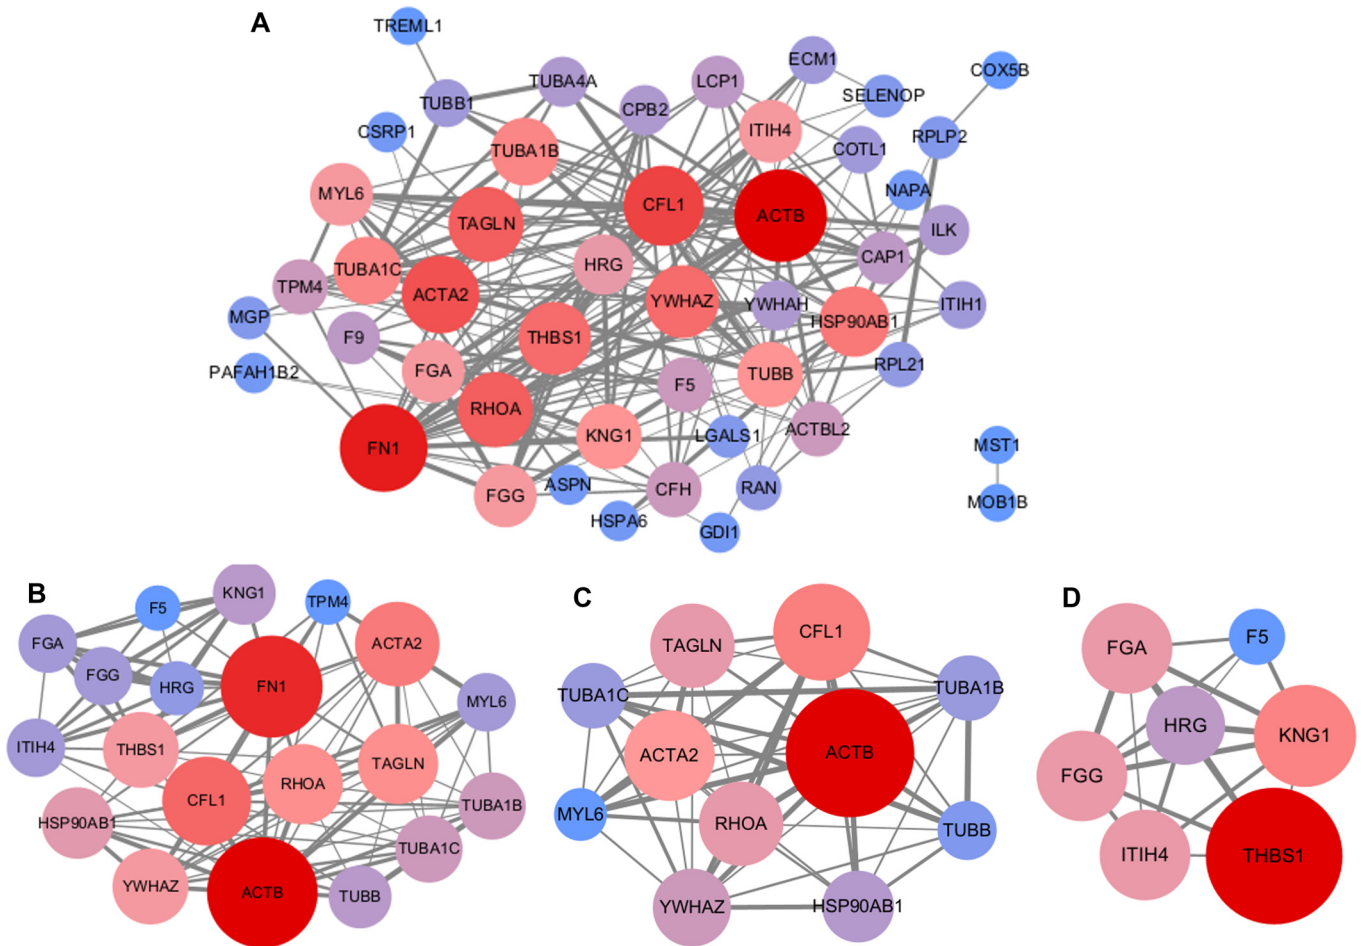 A
TREML1
ECM1
COX5B
TUBA4A
LCP1
TUBB1
SELENOP
CPB2
CSRP1
ITIH4
RPLP2
TUBA1B
COTL1
MYL6
NAPA
CFL1
ACTB
TAGLN
ILK
HRG
CAP1
TUBA1C
TPM4
ACTA2
YWHAZ
YWHAH
ITIH1
MGP
HSP90AB1
F9
THBS1
RPL21
PAFAH1B2
FGA
TUBB
F5
RHOA
ACTBL2
FN1
KNG1
LGALS1
MST1
ASPN
CFH
RAN
FGG
MOB1B
HSPA6
GDI1
B
KNG1
F5
TPM4
FGA
ACTA2
FGG
HRG
FN1
MYL6
ITIH4
THBS1
TAGLN
RHOA
CFL1
TUBA1B
HSP90AB1
TUBA1C
YWHAZ
ACTB
TUBB
C
CFL1
TAGLN
TUBA1C
TUBA1B
ACTA2
ACTB
MYL6
RHOA
TUBB
YWHAZ
HSP90AB1
D
F5
FGA
HRG
KNG1
FGG
ITIH4
THBS1